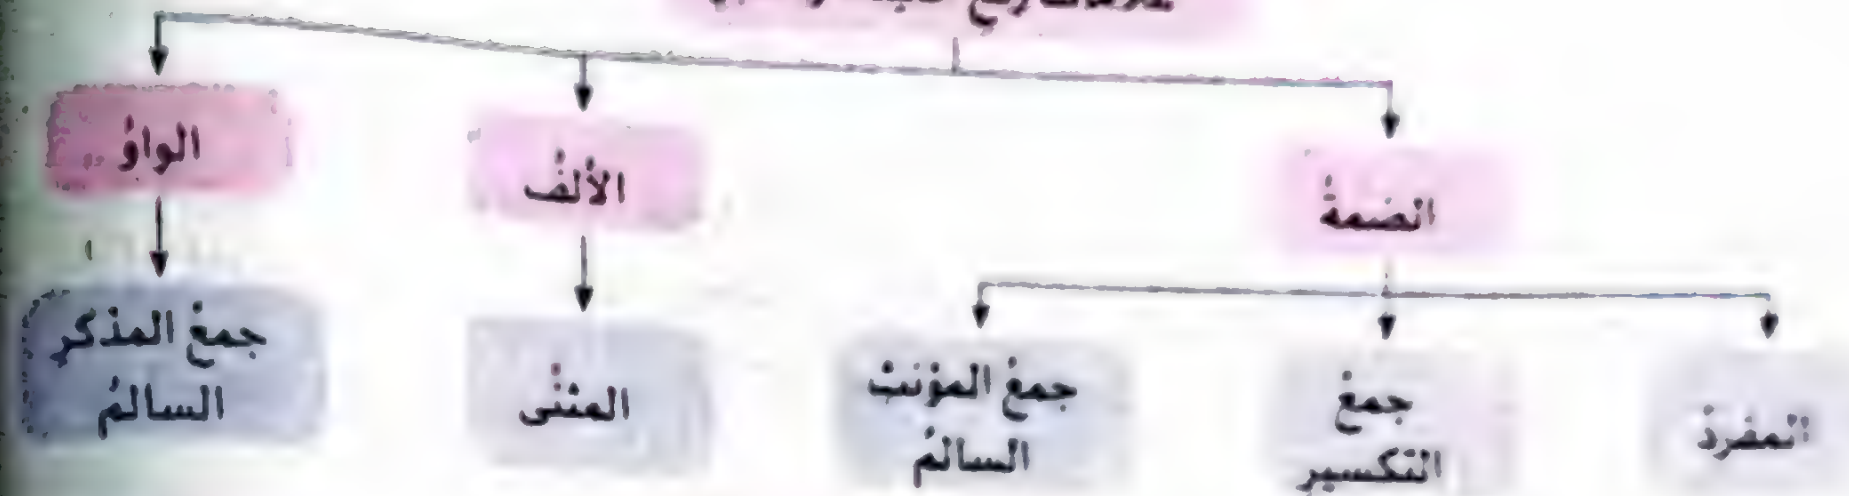 الضمةُ
الألفُ
الواوُ
المفردُ
جمعُ
التكسيرِ
جمعُ المؤنثِ
السالمُ
المثنى
جمعُ المذكرِ
السالمُ